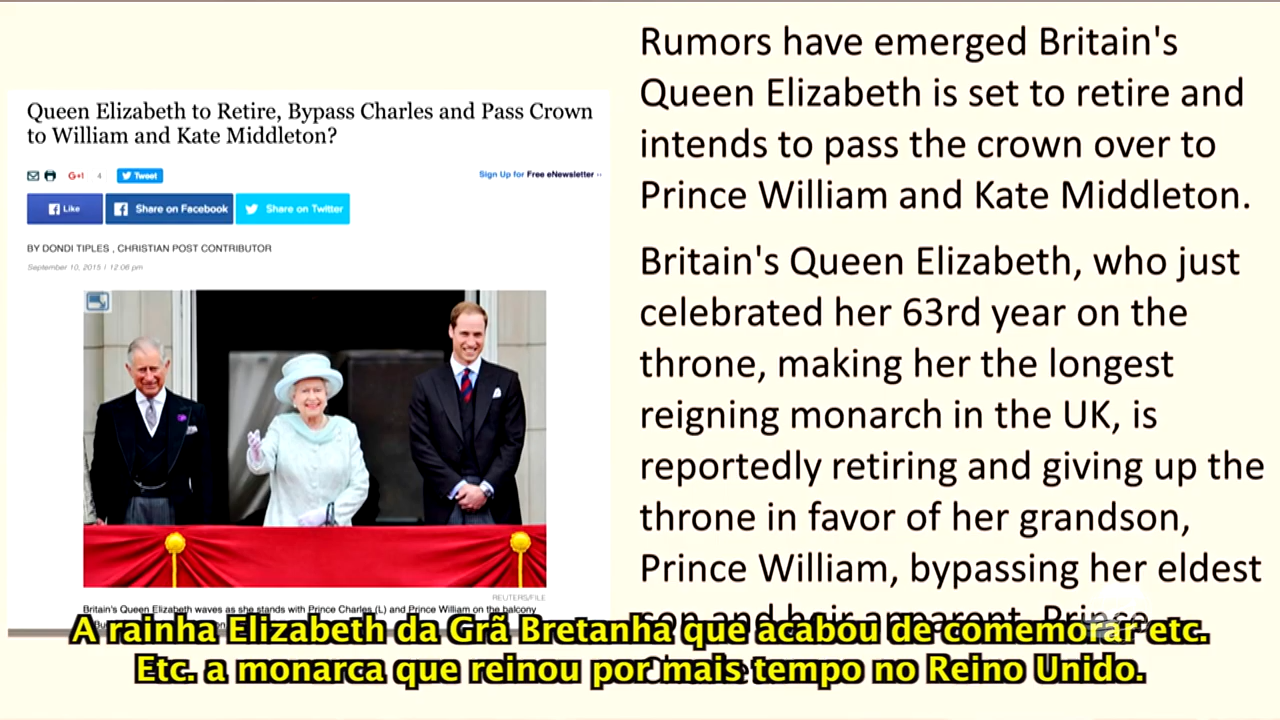 Queen Elizabeth to Retire, Bypass Charles and Pass Crown
to William and Kate Middleton?
G+1 4 Tweet
Sign Up for Free eNewsletter ››
Like Share on Facebook Share on Twitter
BY DONDI TIPLES , CHRISTIAN POST CONTRIBUTOR
September 10, 2015 | 12:06 pm
REUTERS/FILE
Britain's Queen Elizabeth waves as she stands with Prince Charles (L) and Prince William on the balcony
Rumors have emerged Britain's
Queen Elizabeth is set to retire and
intends to pass the crown over to
Prince William and Kate Middleton.
Britain's Queen Elizabeth, who just
celebrated her 63rd year on the
throne, making her the longest
reigning monarch in the UK, is
reportedly retiring and giving up the
throne in favor of her grandson,
Prince William, bypassing her eldest
son and heir apparent, Prince
A rainha Elizabeth da Grã Bretanha que acabou de comemorar etc.
Etc. a monarca que reinou por mais tempo no Reino Unido.